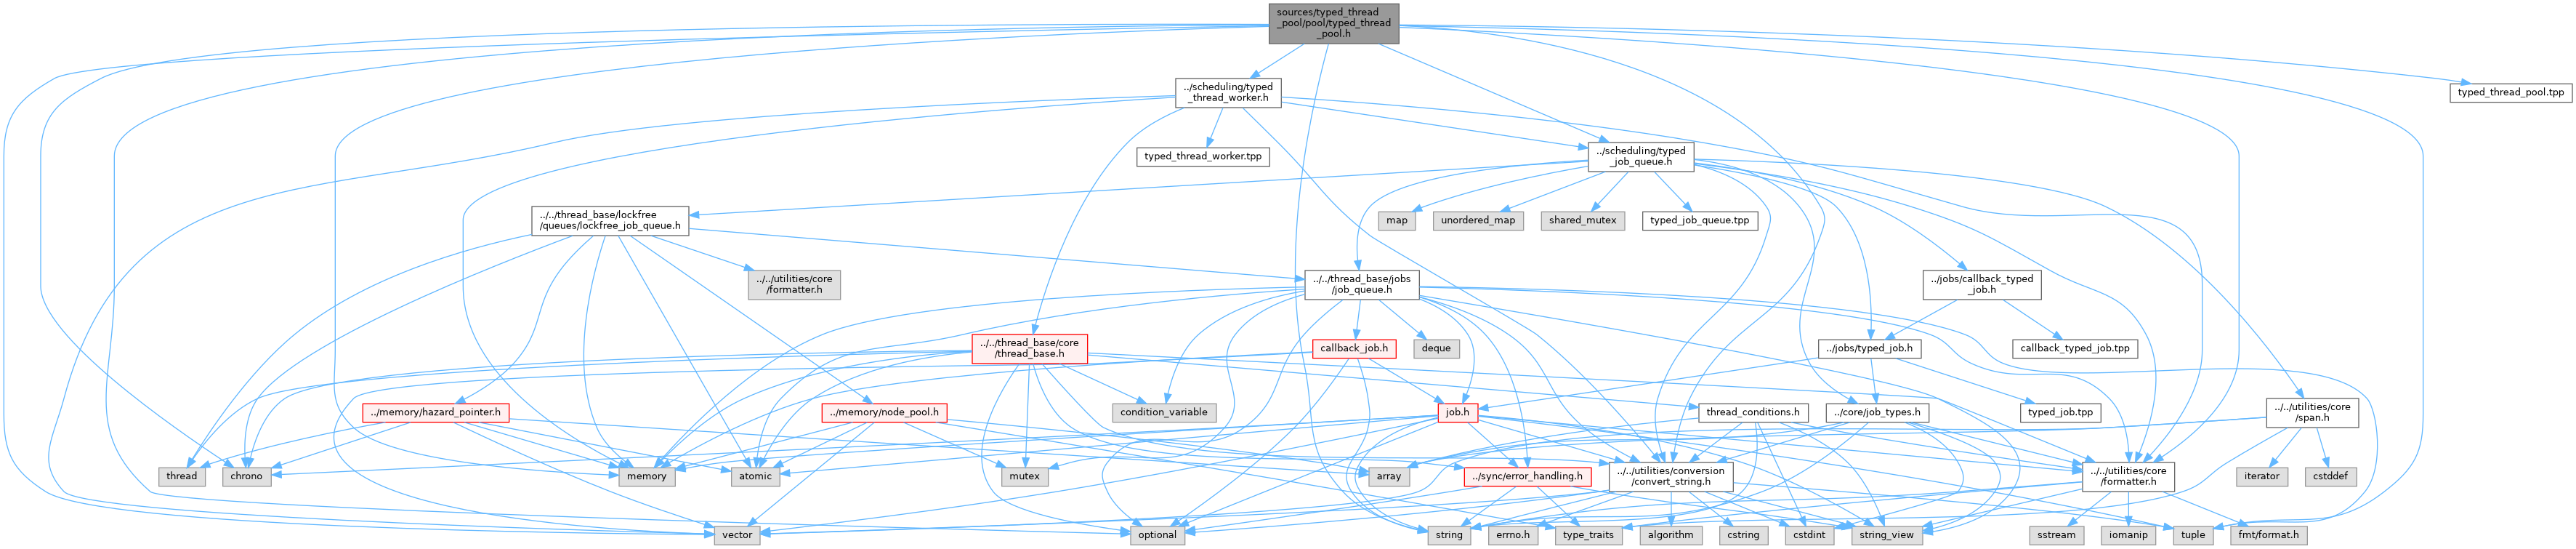 sources/typed_thread
_pool/pool/typed_thread
_pool.h
../scheduling/typed
_thread_worker.h
typed_thread_pool.tpp
typed_thread_worker.tpp
../scheduling/typed
_job_queue.h
../../thread_base/lockfree
/queues/lockfree_job_queue.h
map
unordered_map
shared_mutex
typed_job_queue.tpp
../../utilities/core
/formatter.h
../../thread_base/jobs
/job_queue.h
../jobs/callback_typed
_job.h
../../thread_base/core
/thread_base.h
callback_job.h
deque
../jobs/typed_job.h
callback_typed_job.tpp
../memory/hazard_pointer.h
../memory/node_pool.h
condition_variable
job.h
thread_conditions.h
../core/job_types.h
typed_job.tpp
../../utilities/core
/span.h
thread
chrono
memory
atomic
mutex
array
../sync/error_handling.h
../../utilities/conversion
/convert_string.h
../../utilities/core
/formatter.h
iterator
cstddef
vector
optional
string
errno.h
type_traits
algorithm
cstring
cstdint
string_view
sstream
iomanip
tuple
fmt/format.h